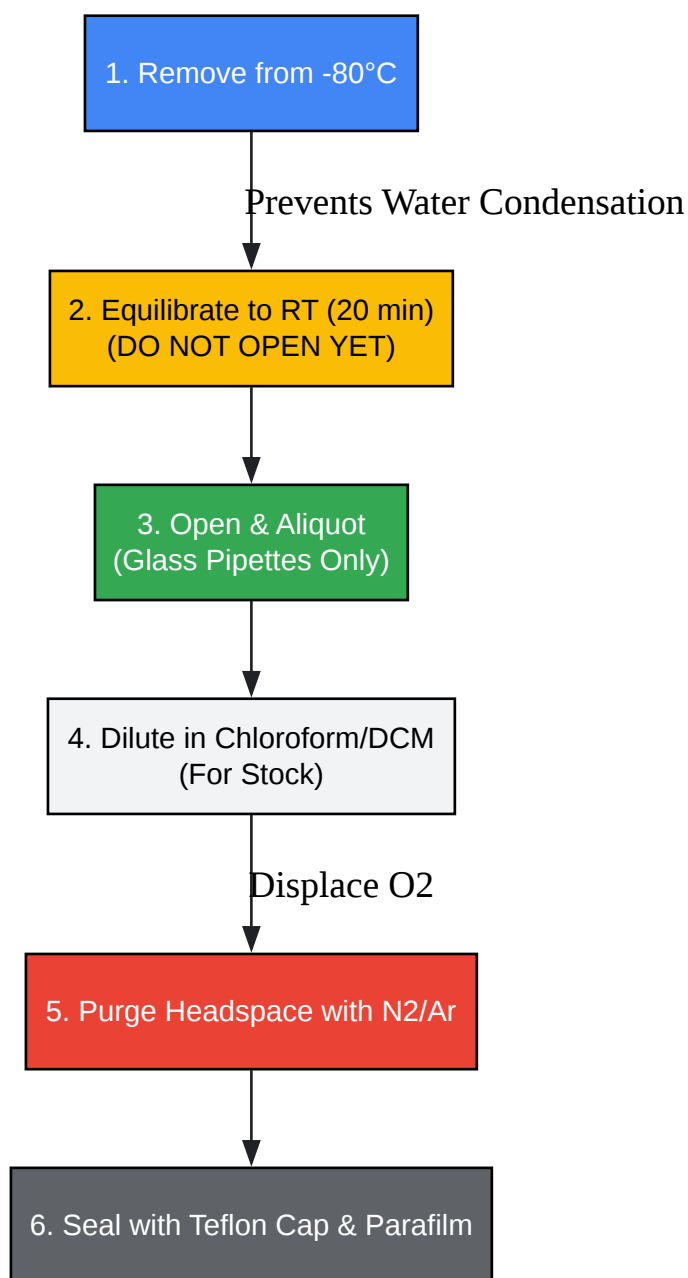 1. Remove from -80°C
Prevents Water Condensation
2. Equilibrate to RT (20 min)
(DO NOT OPEN YET)
3. Open & Aliquot
(Glass Pipettes Only)
4. Dilute in Chloroform/DCM
(For Stock)
Displace O2
5. Purge Headspace with N2/Ar
6. Seal with Teflon Cap & Parafilm